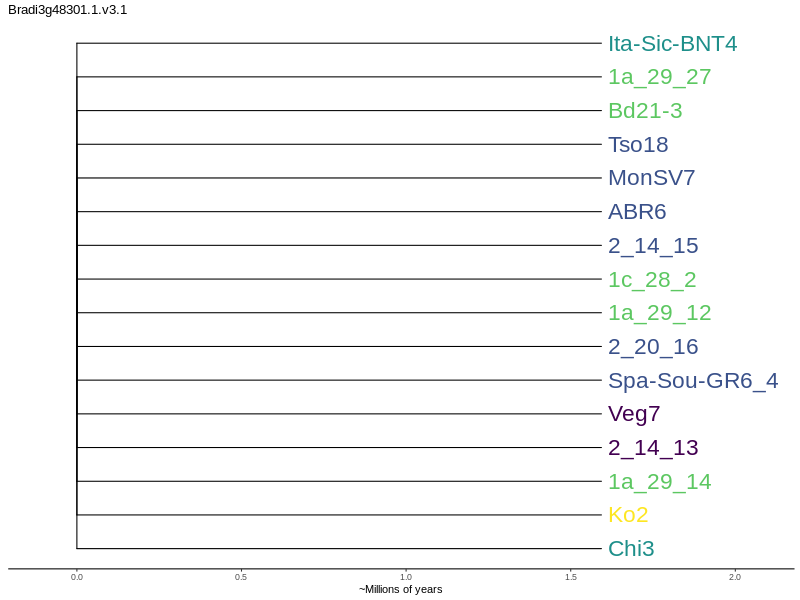 Bradi3g48301.1.v3.1
Ita-Sic-BNT4
1a_29_27
Bd21-3
Tso18
MonSV7
ABR6
2_14_15
1c_28_2
1a_29_12
2_20_16
Spa-Sou-GR6_4
Veg7
2_14_13
1a_29_14
Ko2
Chi3
0.0 0.5 1.0 1.5 2.0
~Millions of years